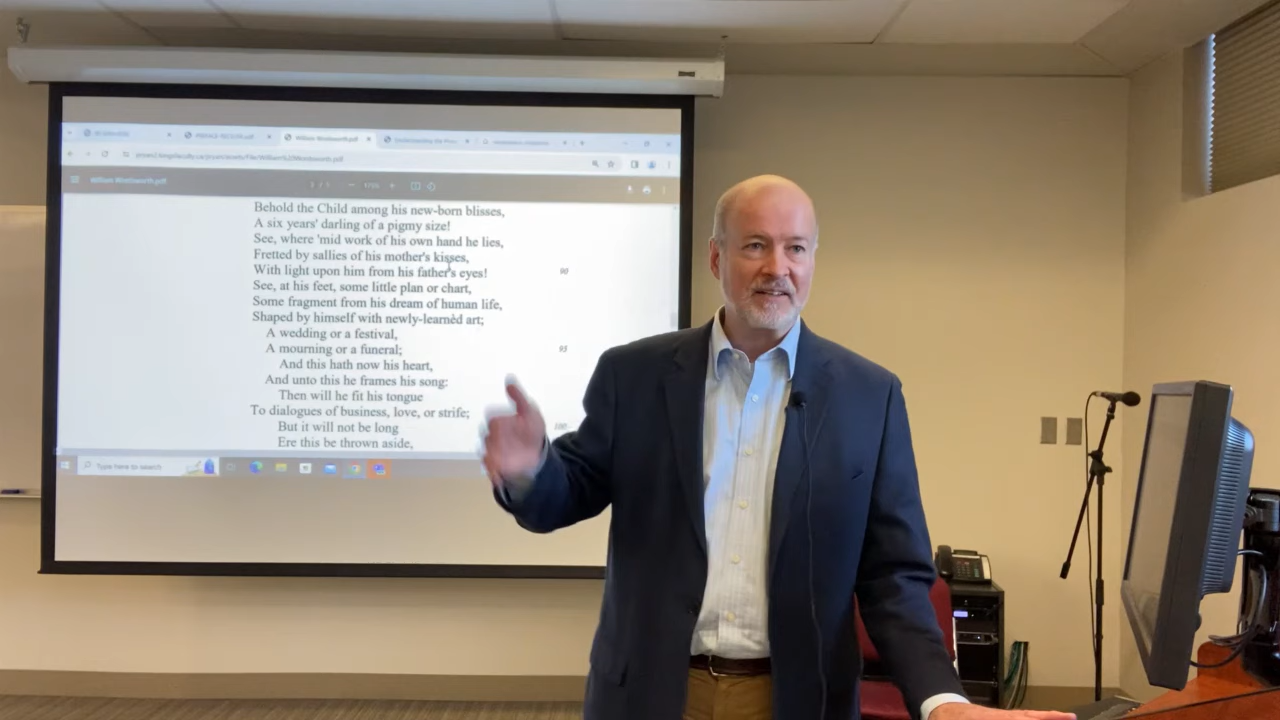 William Wordsworth.pdf
William Wordsworth.pdf
Behold the Child among his new-born blisses,
A six years' darling of a pigmy size!
See, where 'mid work of his own hand he lies,
Fretted by sallies of his mother's kisses,
With light upon him from his father's eyes! 90
See, at his feet, some little plan or chart,
Some fragment from his dream of human life,
Shaped by himself with newly-learnèd art;
A wedding or a festival,
A mourning or a funeral; 95
And this hath now his heart,
And unto this he frames his song:
Then will he fit his tongue
To dialogues of business, love, or strife;
But it will not be long 100
Ere this be thrown aside,
Type here to search